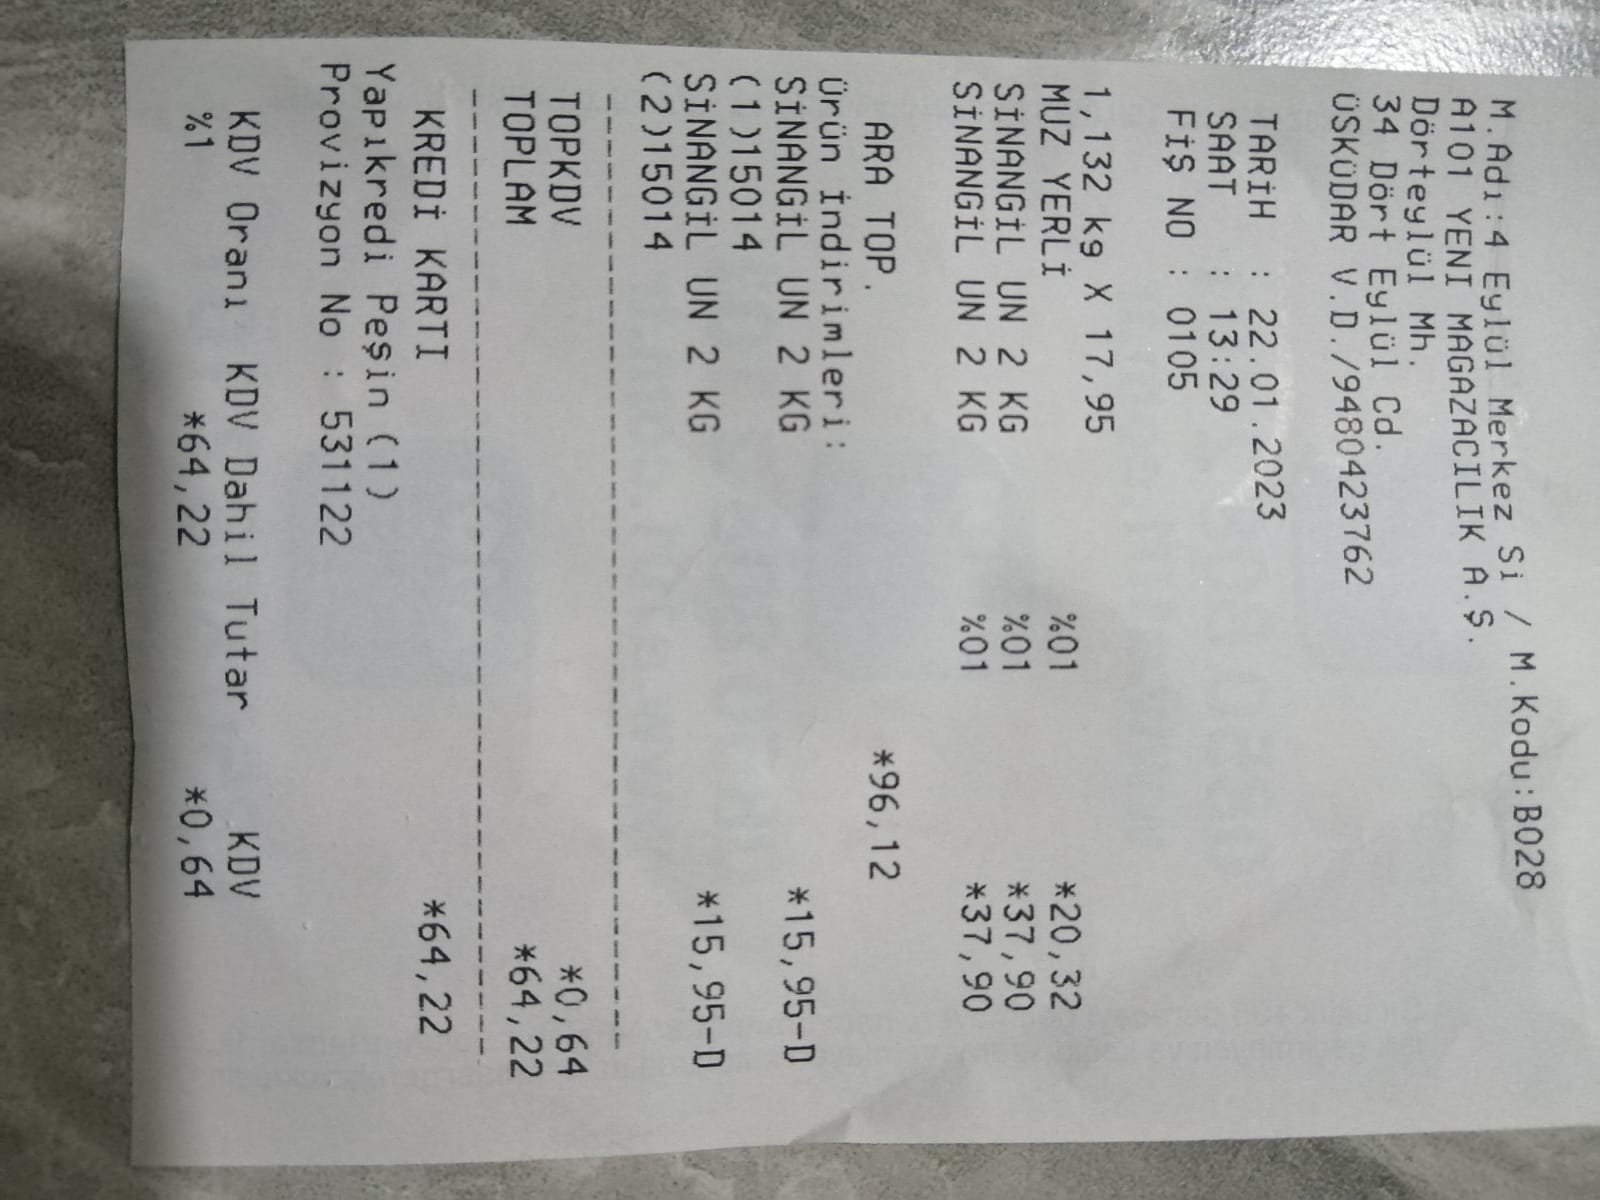 M.Adı:4 Eylül Merkez Si / M.Kodu:B028
A101 YENI MAGAZACILIK A.Ş.
Dörteylül Mh.
34 Dört Eylül Cd.
ÜSKÜDAR V.D./9480423762
TARİH : 22.01.2023
SAAT : 13:29
FİŞ NO : 0105
1,132 kg X 17,95
MUZ YERLİ %01 *20,32
SİNANGİL UN 2 KG %01 *37,90
SİNANGİL UN 2 KG %01 *37,90
ARA TOP. *96,12
Ürün İndirimleri:
SİNANGİL UN 2 KG *15,95-D
(1)15014
SİNANGİL UN 2 KG *15,95-D
(2)15014
TOPKDV *0,64
TOPLAM *64,22
KREDİ KARTI *64,22
Yapıkredi Peşin(1)
Provizyon No : 531122
KDV Oranı KDV Dahil Tutar KDV
%1 *64,22 *0,64